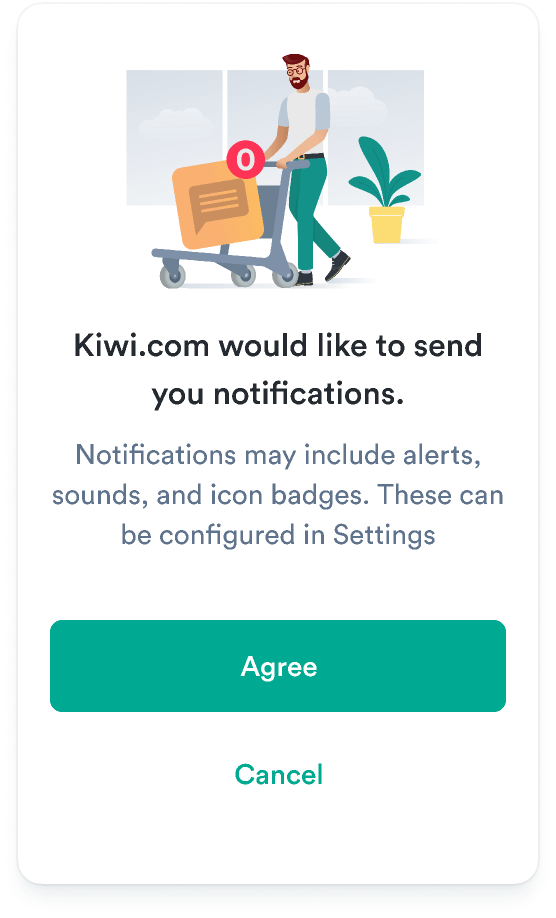 0
Kiwi.com would like to send
you notifications.
Notifications may include alerts,
sounds, and icon badges. These can
be configured in Settings
Agree
Cancel